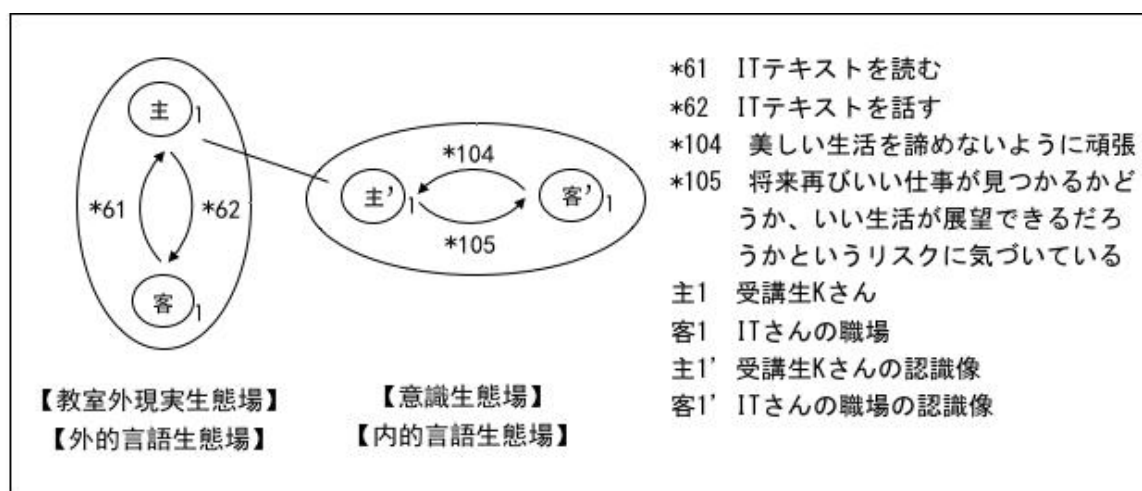 主1
*61
*62
客1
*104
主’1
客’1
*105
【教室外現実生態場】
【外的言語生態場】
【意識生態場】
【内的言語生態場】
*61 ITテキストを読む
*62 ITテキストを話す
*104 美しい生活を諦めないように頑張
*105 将来再びいい仕事が見つかるかど
うか、いい生活が展望できるだろ
うかというリスクに気づいている
主1 受講生Kさん
客1 ITさんの職場
主1’ 受講生Kさんの認識像
客1’ ITさんの職場の認識像